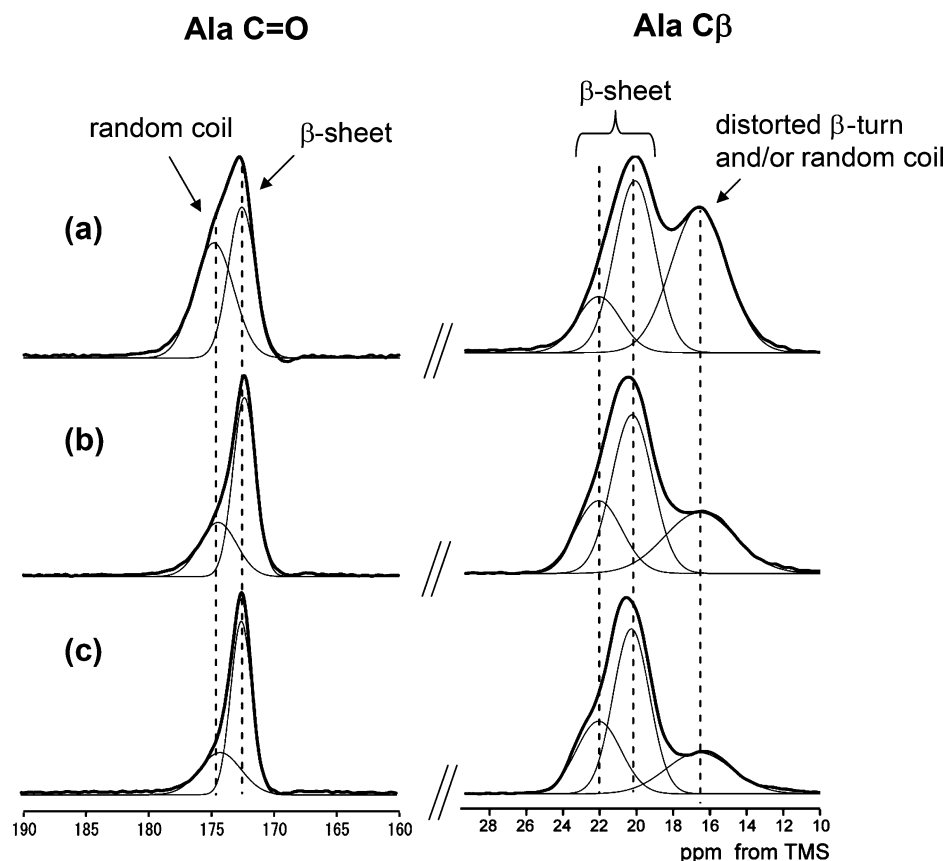 Ala C=O
Ala Cβ
random coil
β-sheet
β-sheet
distorted β-turn
and/or random coil
(a)
(b)
(c)
190 185 180 175 170 165 160
28 26 24 22 20 18 16 14 12 10
ppm from TMS